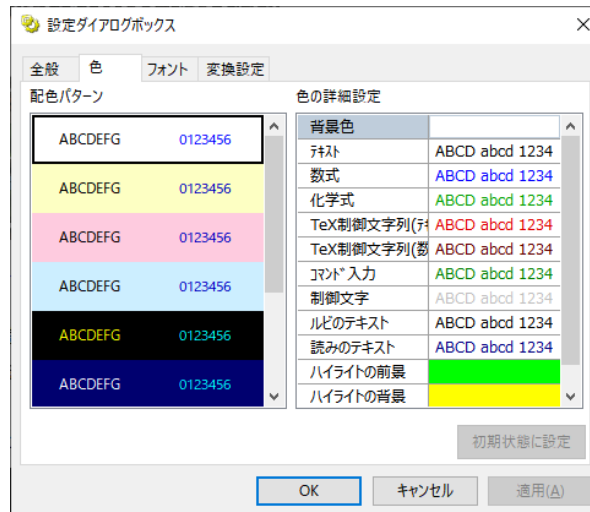 設定ダイアログボックス
全般 色 フォント 変換設定
配色パターン
ABCDEFG 0123456
ABCDEFG 0123456
ABCDEFG 0123456
ABCDEFG 0123456
ABCDEFG 0123456
ABCDEFG 0123456
色の詳細設定
背景色
ﾃｷｽﾄ ABCD abcd 1234
数式 ABCD abcd 1234
化学式 ABCD abcd 1234
TeX制御文字列(ﾃｷ ABCD abcd 1234
TeX制御文字列(数 ABCD abcd 1234
ｺﾏﾝﾄﾞ入力 ABCD abcd 1234
制御文字 ABCD abcd 1234
ルビのテキスト ABCD abcd 1234
読みのテキスト ABCD abcd 1234
ハイライトの前景
ハイライトの背景
初期状態に設定
OK キャンセル 適用(A)